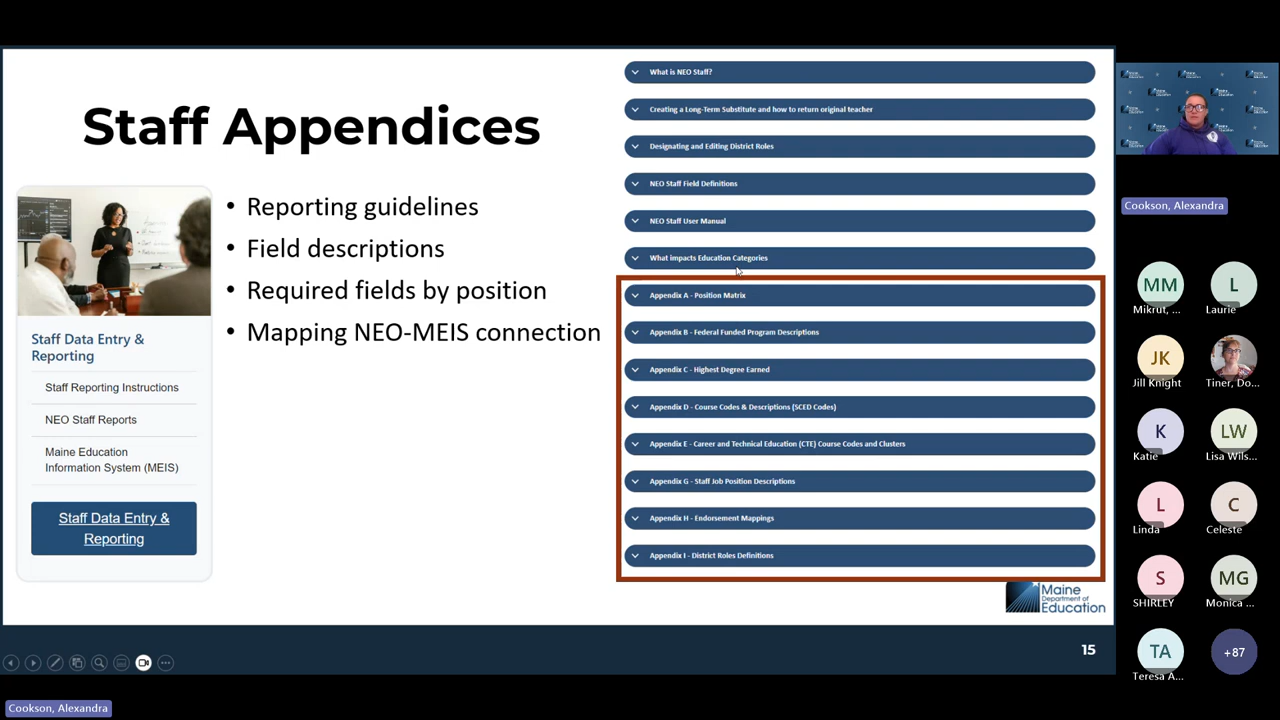 Staff Appendices
Staff Data Entry &
Reporting
Staff Reporting Instructions
NEO Staff Reports
Maine Education
Information System (MEIS)
Staff Data Entry &
Reporting
• Reporting guidelines
• Field descriptions
• Required fields by position
• Mapping NEO-MEIS connection
What is NEO Staff?
Creating a Long-Term Substitute and how to return original teacher
Designating and Editing District Roles
NEO Staff Field Definitions
NEO Staff User Manual
What impacts Education Categories
Appendix A - Position Matrix
Appendix B - Federal Funded Program Descriptions
Appendix C - Highest Degree Earned
Appendix D - Course Codes & Descriptions (SCED Codes)
Appendix E - Career and Technical Education (CTE) Course Codes and Clusters
Appendix G - Staff Job Position Descriptions
Appendix H - Endorsement Mappings
Appendix I - District Roles Definitions
Maine
Department of
Education
15
Cookson, Alexandra
Cookson, Alexandra
MM
Mikrut, ...
L
Laurie
JK
Jill Knight
Tiner, Do...
K
Katie
LW
Lisa Wils...
L
Linda
C
Celeste
S
SHIRLEY
MG
Monica ...
TA
Teresa A...
+87